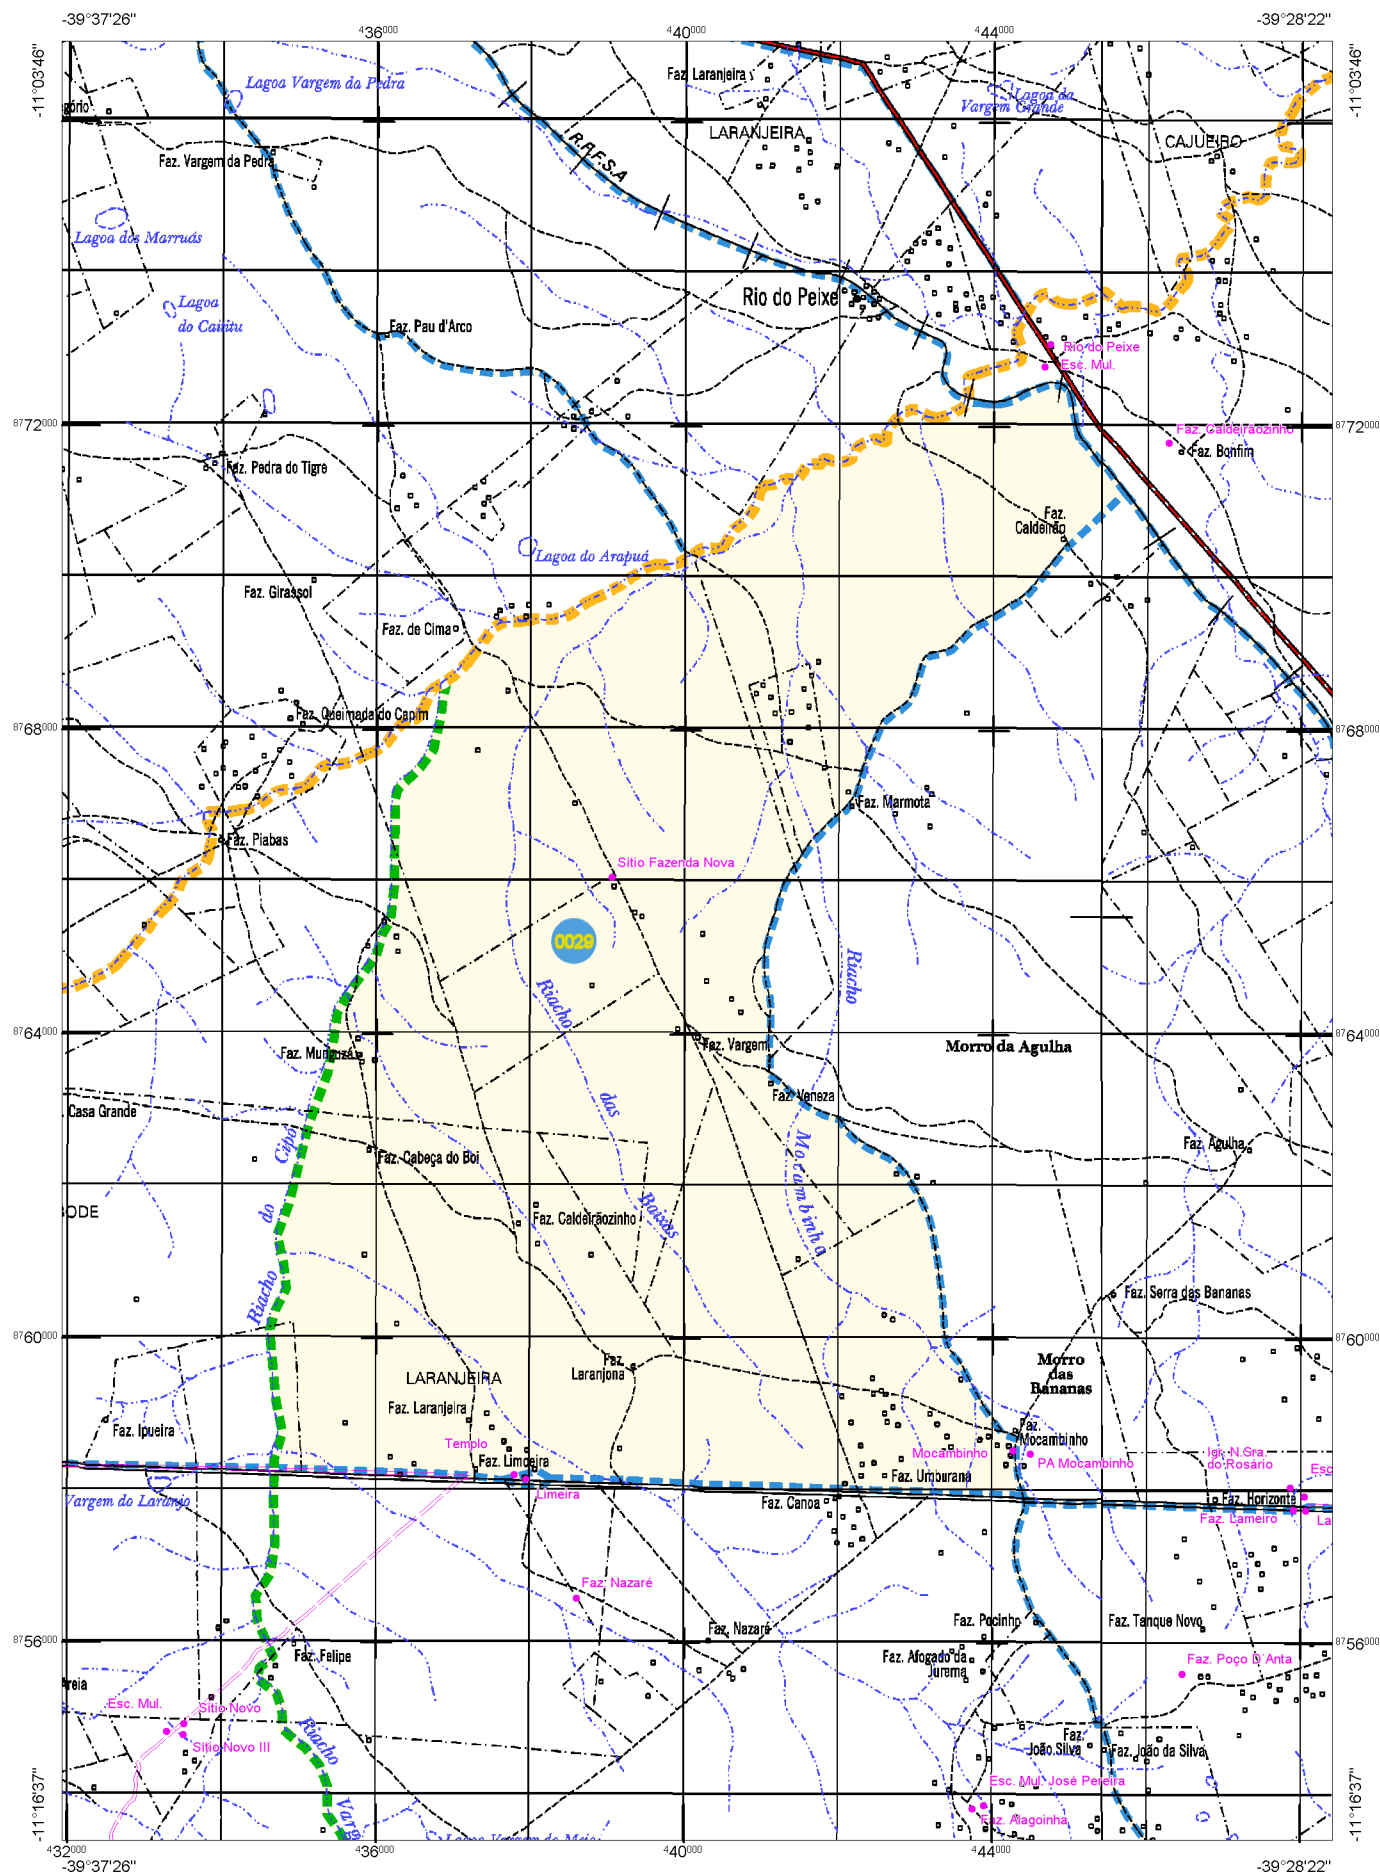 -39°37'26"
-39°28'22"
436000
440000
444000
-11°03'46"
-11°03'46"
Lagoa Vargem da Pedra
Faz. Laranjeira
Lagoa da
Vargem Grande
gório
LARANJEIRA
CAJUEIRO
R.F.F.S.A
Faz. Vargem da Pedra
Lagoa dos Marruás
Lagoa
do Cauitu
Rio do Peixe
Faz. Pau d'Arco
Rio do Peixe
Esc. Mul.
8772000
8772000
Faz. Caldeirãozinho
Faz. Bonfim
Faz. Pedra do Tigre
Faz.
Caldeirão
Lagoa do Arapuá
Faz. Girassol
Faz. de Cima
Faz. Queimada do Capim
8768000
8768000
Faz. Marmota
Faz. Piabas
Sítio Fazenda Nova
0029
Riacho
Riacho
8764000
8764000
Faz. Munguzá
Faz. Vargem
Morro da Agulha
Casa Grande
das
Faz. Veneza
Cipó
Faz. Cabeça do Boi
Mocambinho
Faz. Agulha
BODE
do
Faz. Caldeirãozinho
Baixas
Riacho
Faz. Serra das Bananas
8760000
8760000
Faz.
Laranjona
Morro
das
Bananas
LARANJEIRA
Faz. Laranjeira
Faz. Ipueira
Templo
Faz. Limoeira
Faz.
Mocambinho
Mocambinho
PA Mocambinho
Igr. N.Sra.
do Rosário
Esc
Faz. Umburana
Limeira
Vargem do Laranjo
Faz. Canoa
Faz. Horizonte
Faz. Lameiro
La
Faz. Nazaré
Faz. Nazaré
Faz. Pocinho
Faz. Tanque Novo
8756000
8756000
Faz. Felipe
Faz. Afogado da
Jurema
Faz. Poço D'Anta
Areia
Esc. Mul.
Sítio Novo
Sítio Novo III
Riacho
Faz.
João Silva
Faz. João da Silva
Esc. Mul. José Pereira
Faz. Alagoinha
Varg
-11°16'37"
-11°16'37"
432000
436000
440000
444000
-39°37'26"
-39°28'22"